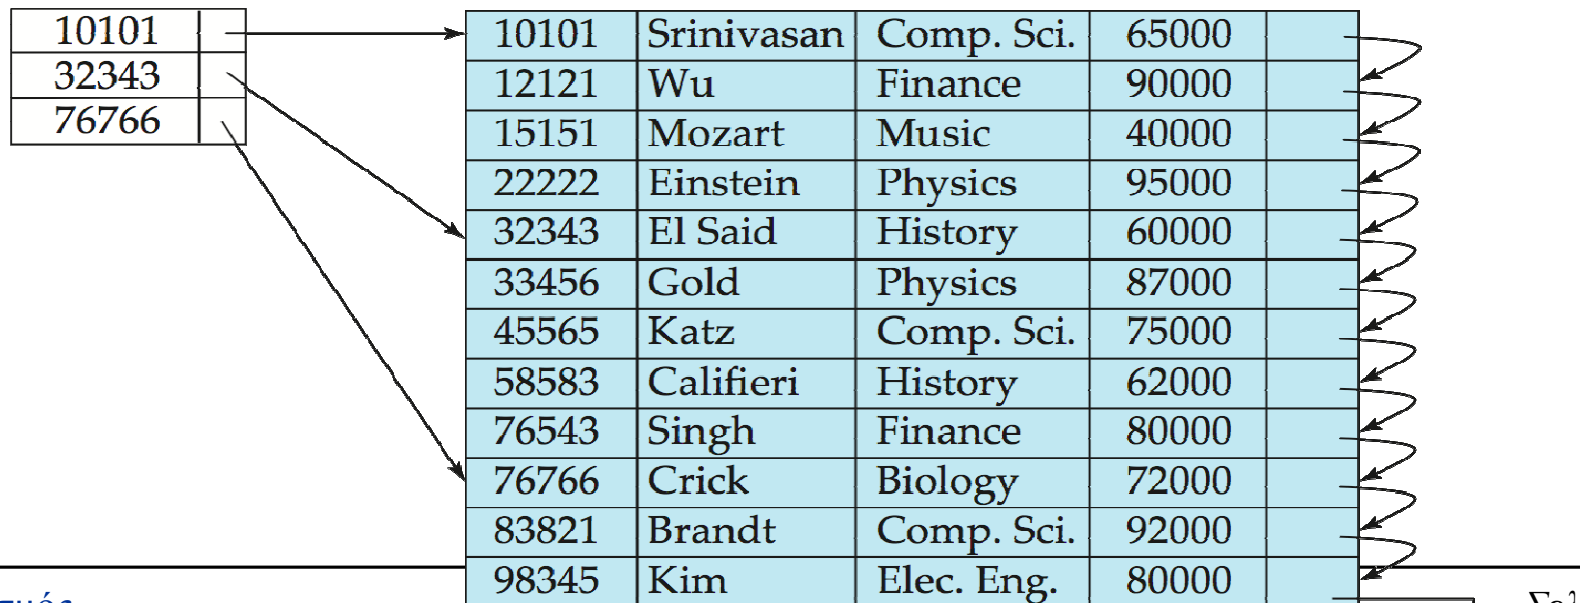 10101
32343
76766
10101 Srinivasan Comp. Sci. 65000
12121 Wu Finance 90000
15151 Mozart Music 40000
22222 Einstein Physics 95000
32343 El Said History 60000
33456 Gold Physics 87000
45565 Katz Comp. Sci. 75000
58583 Califieri History 62000
76543 Singh Finance 80000
76766 Crick Biology 72000
83821 Brandt Comp. Sci. 92000
98345 Kim Elec. Eng. 80000